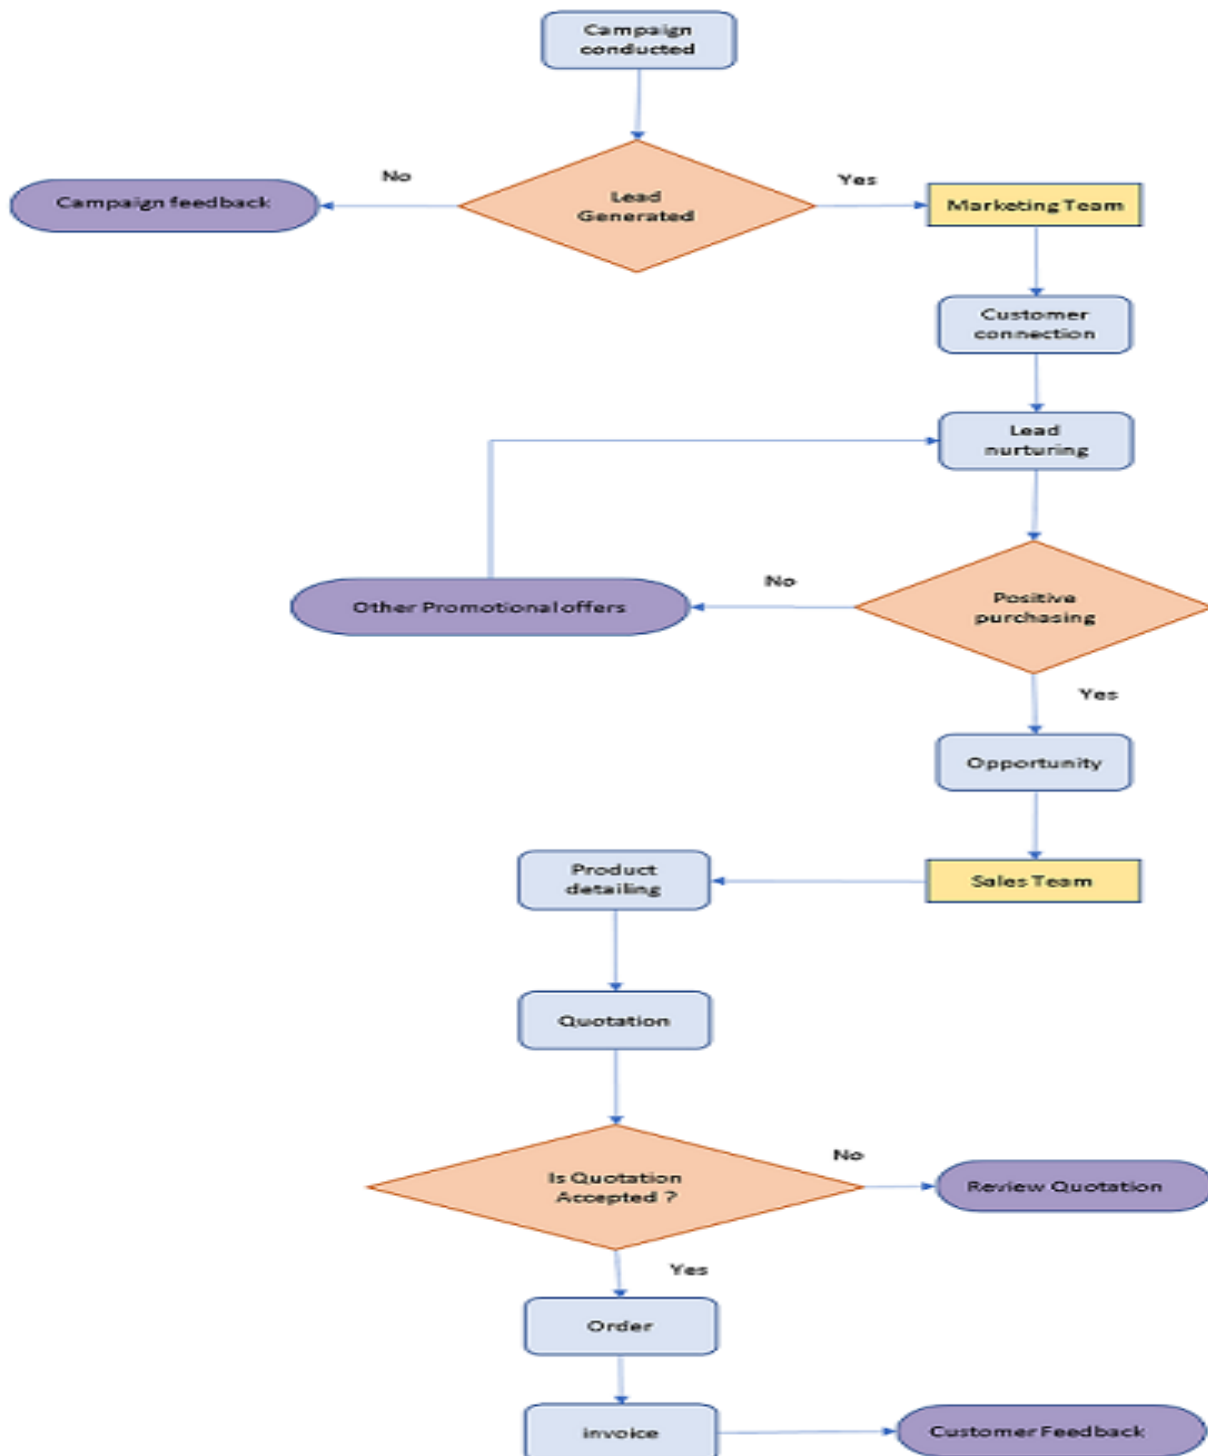 Campaign
conducted
No
Yes
Campaign feedback
Lead
Generated
Marketing Team
Customer
connection
Lead
nurturing
No
Other Promotional offers
Positive
purchasing
Yes
Opportunity
Product
detailing
Sales Team
Quotation
Is Quotation
Accepted ?
No
Review Quotation
Yes
Order
invoice
Customer Feedback